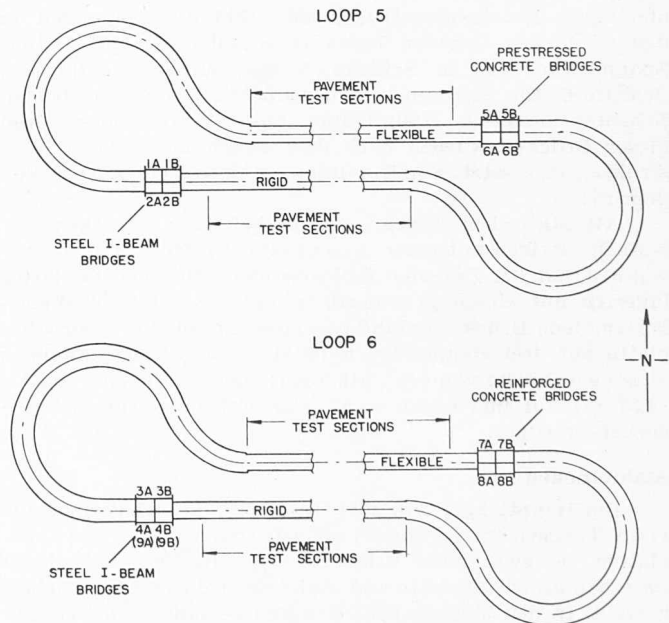 LOOP 5
PRESTRESSED
CONCRETE BRIDGES
PAVEMENT
TEST SECTIONS
5A 5B
FLEXIBLE
6A 6B
1A 1B
RIGID
2A 2B
PAVEMENT
TEST SECTIONS
STEEL I-BEAM
BRIDGES
N
LOOP 6
REINFORCED
CONCRETE BRIDGES
PAVEMENT
TEST SECTIONS
7A 7B
FLEXIBLE
8A 8B
3A 3B
RIGID
4A 4B
(9A) (9B)
PAVEMENT
TEST SECTIONS
STEEL I-BEAM
BRIDGES